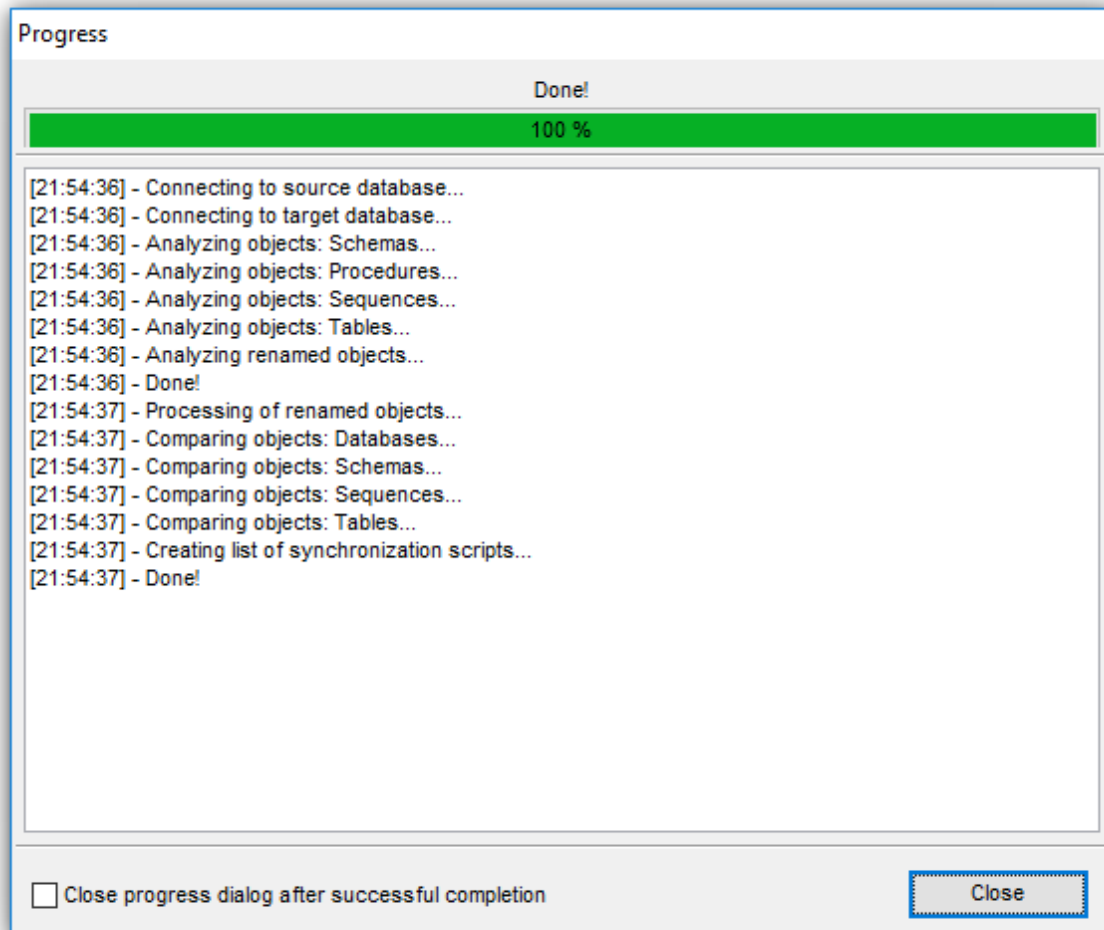 Progress
Done!
100 %
[21:54:36] - Connecting to source database...
[21:54:36] - Connecting to target database...
[21:54:36] - Analyzing objects: Schemas...
[21:54:36] - Analyzing objects: Procedures...
[21:54:36] - Analyzing objects: Sequences...
[21:54:36] - Analyzing objects: Tables...
[21:54:36] - Analyzing renamed objects...
[21:54:36] - Done!
[21:54:37] - Processing of renamed objects...
[21:54:37] - Comparing objects: Databases...
[21:54:37] - Comparing objects: Schemas...
[21:54:37] - Comparing objects: Sequences...
[21:54:37] - Comparing objects: Tables...
[21:54:37] - Creating list of synchronization scripts...
[21:54:37] - Done!
Close progress dialog after successful completion
Close